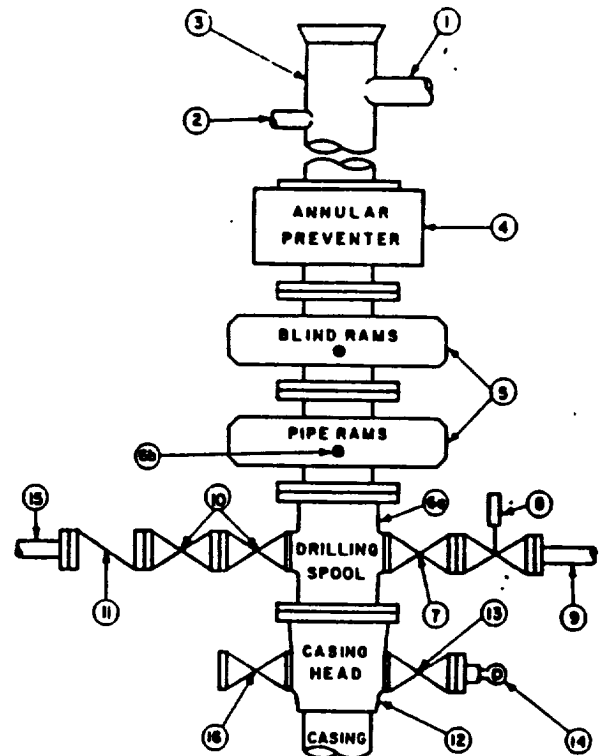 3
1
2
ANNULAR
PREVENTER
4
BLIND RAMS
5
PIPE RAMS
6b
15
10
6a
8
DRILLING
SPOOL
11
7
13
9
CASING
HEAD
16
12
14
CASING